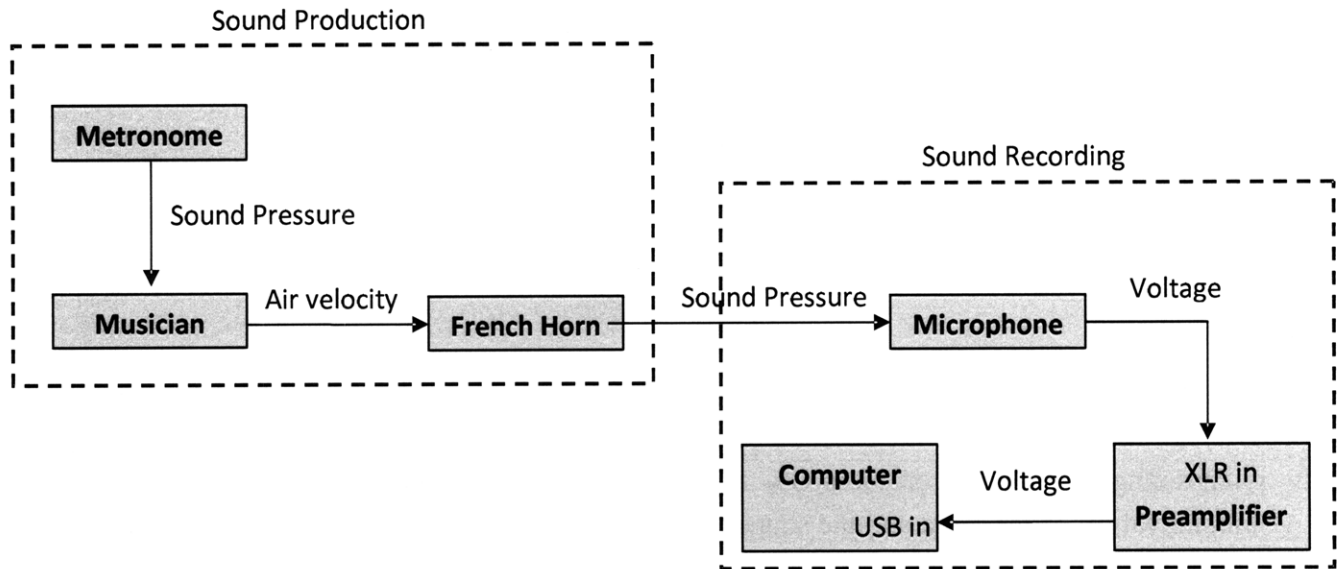 Sound Production
Metronome
Sound Pressure
Musician
Air velocity
French Horn
Sound Recording
Sound Pressure
Microphone
Voltage
XLR in
Preamplifier
Voltage
Computer
USB in